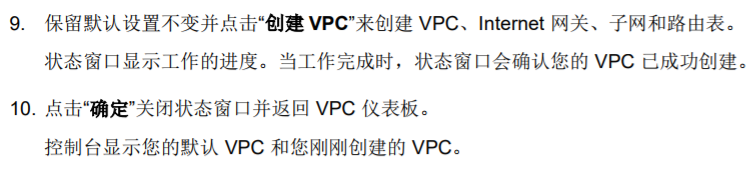 9. 保留默认设置不变并点击“创建 VPC”来创建 VPC、Internet 网关、子网和路由表。
状态窗口显示工作的进度。当工作完成时，状态窗口会确认您的 VPC 已成功创建。
10. 点击“确定”关闭状态窗口并返回 VPC 仪表板。
控制台显示您的默认 VPC 和您刚刚创建的 VPC。